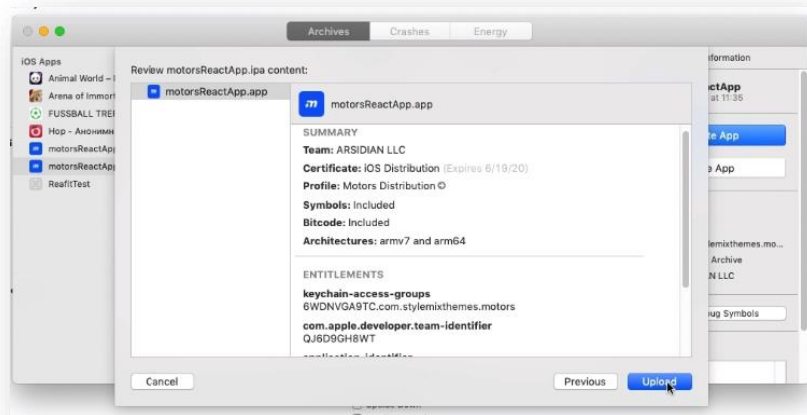 Archives
Crashes
Energy
iOS Apps
Animal World –
Arena of Immort
FUSSBALL TREF
Hop - Анонимн
motorsReactApp
motorsReactApp
ReafitTest
Review motorsReactApp.ipa content:
motorsReactApp.app
m motorsReactApp.app
SUMMARY
Team: ARSIDIAN LLC
Certificate: iOS Distribution (Expires 6/19/20)
Profile: Motors Distribution
Symbols: Included
Bitcode: Included
Architectures: armv7 and arm64
ENTITLEMENTS
keychain-access-groups
6WDNVGA9TC.com.stylemixthemes.motors
com.apple.developer.team-identifier
QJ6D9GH8WT
Cancel
Previous
Upload
formation
ctApp
at 11:35
te App
App
lemixthemes.mo...
Archive
N LLC
ug Symbols